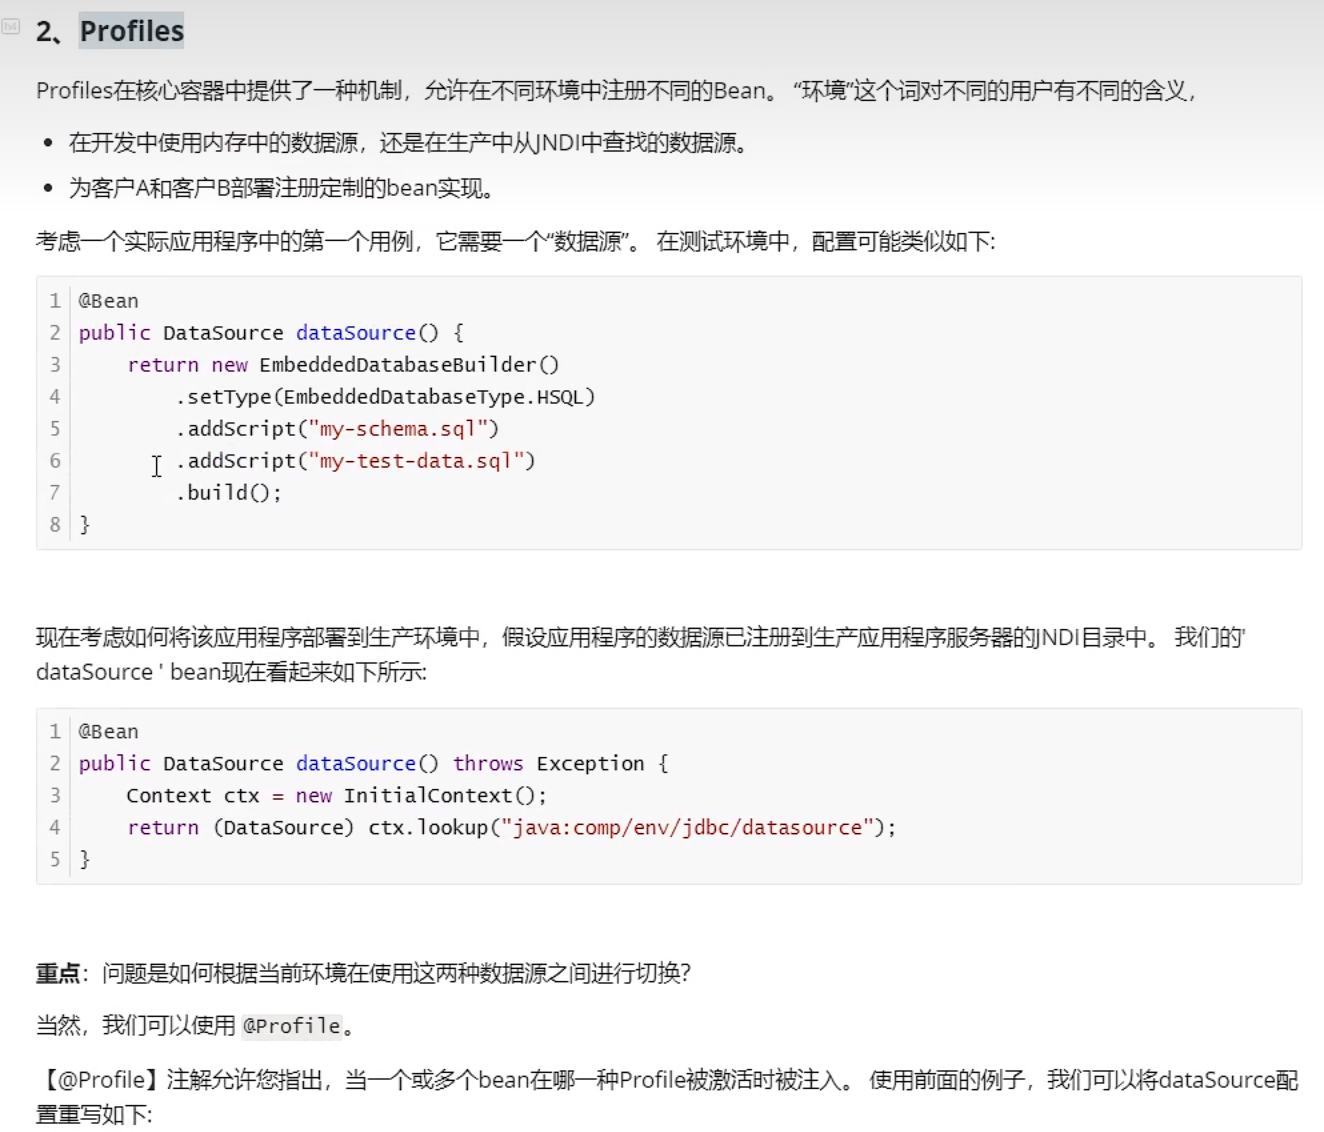 h4
2、Profiles
Profiles在核心容器中提供了一种机制，允许在不同环境中注册不同的Bean。 “环境”这个词对不同的用户有不同的含义，
• 在开发中使用内存中的数据源，还是在生产中从JNDI中查找的数据源。
• 为客户A和客户B部署注册定制的bean实现。
考虑一个实际应用程序中的第一个用例，它需要一个“数据源”。 在测试环境中，配置可能类似如下:
1 @Bean
2 public DataSource dataSource() {
3     return new EmbeddedDatabaseBuilder()
4         .setType(EmbeddedDatabaseType.HSQL)
5         .addScript("my-schema.sql")
6         .addScript("my-test-data.sql")
7         .build();
8 }
现在考虑如何将该应用程序部署到生产环境中，假设应用程序的数据源已注册到生产应用程序服务器的JNDI目录中。 我们的'
dataSource ' bean现在看起来如下所示:
1 @Bean
2 public DataSource dataSource() throws Exception {
3     Context ctx = new InitialContext();
4     return (DataSource) ctx.lookup("java:comp/env/jdbc/datasource");
5 }
重点：问题是如何根据当前环境在使用这两种数据源之间进行切换?
当然，我们可以使用 @Profile。
【@Profile】注解允许您指出，当一个或多个bean在哪一种Profile被激活时被注入。 使用前面的例子，我们可以将dataSource配
置重写如下: